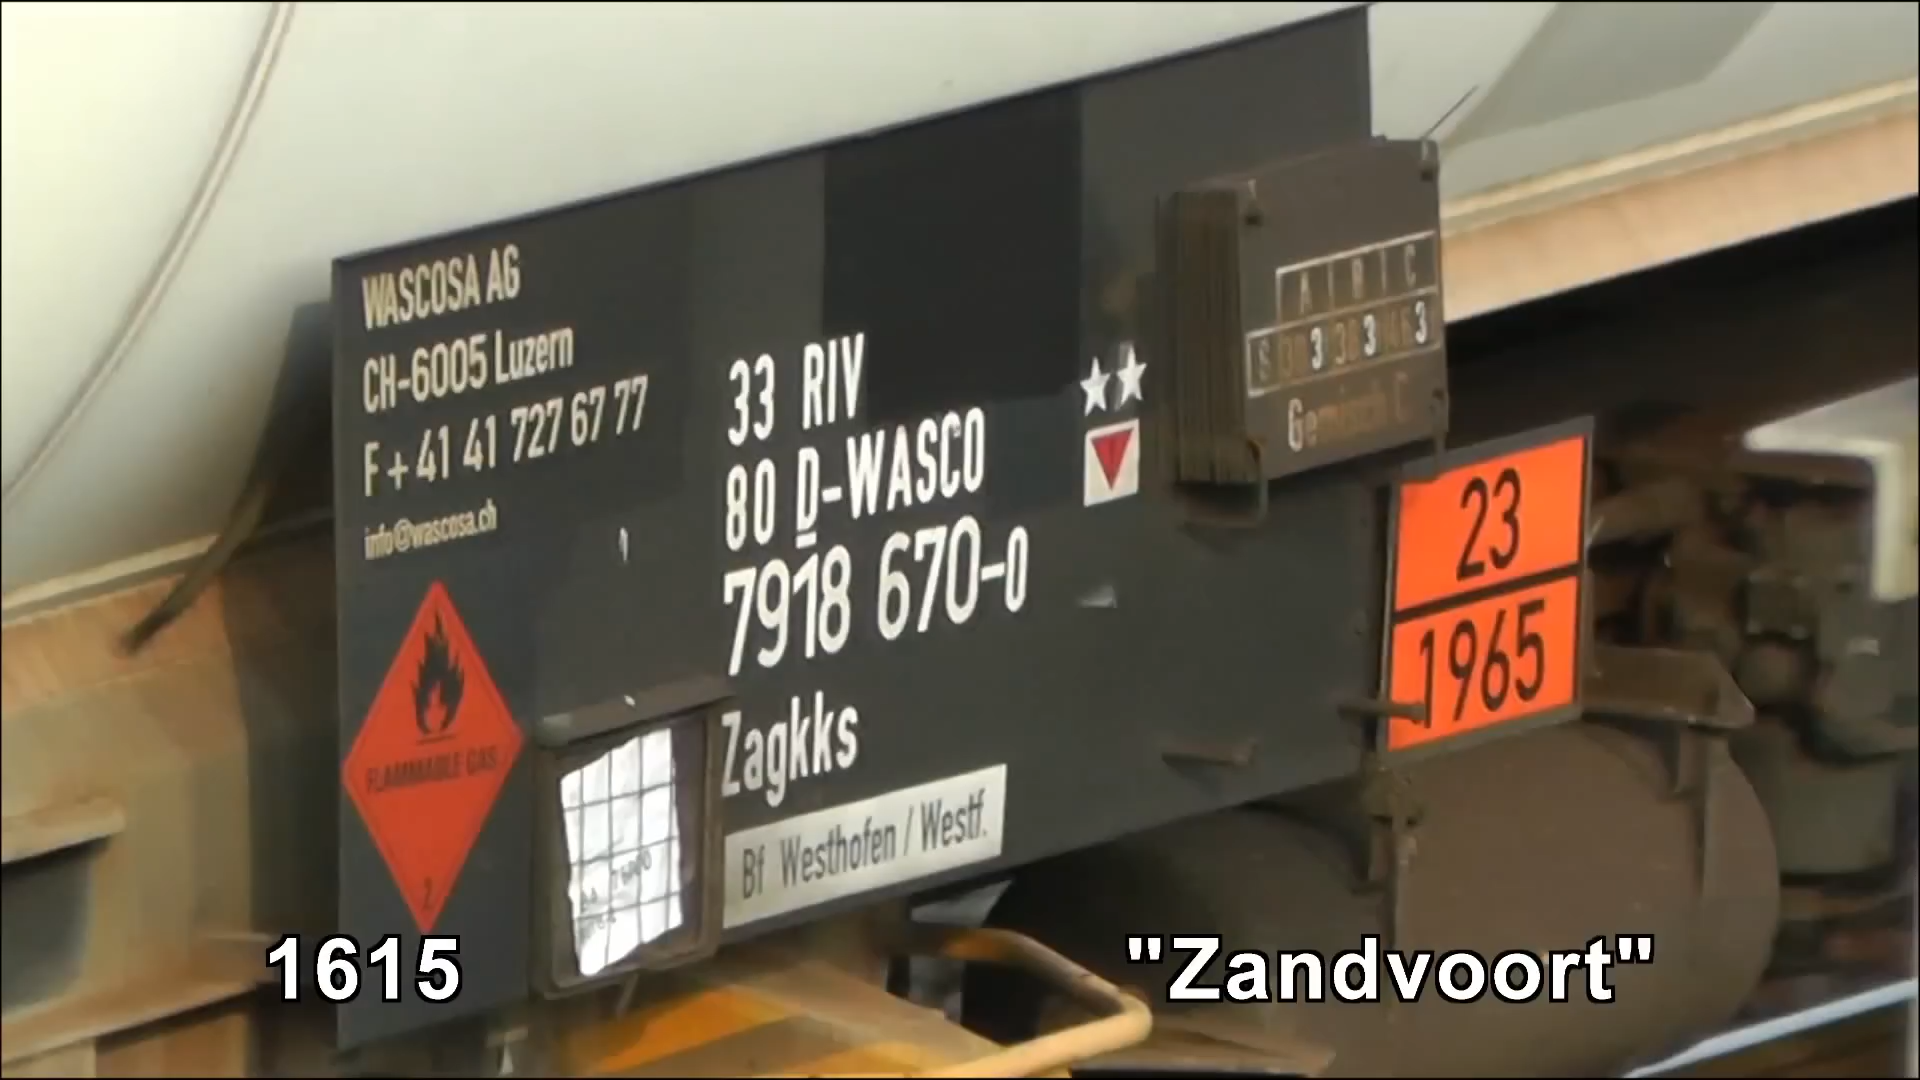 WASCOSA AG
CH-6005 Luzern
F + 41 41 727 67 77
info@wascosa.ch
33 RIV
80 D-WASCO
7918 670-0
Zagkks
Bf Westhofen / Westf.
A B C
S 3 3 3
Gemisch C
23
1965
FLAMMABLE GAS
2
1615
"Zandvoort"